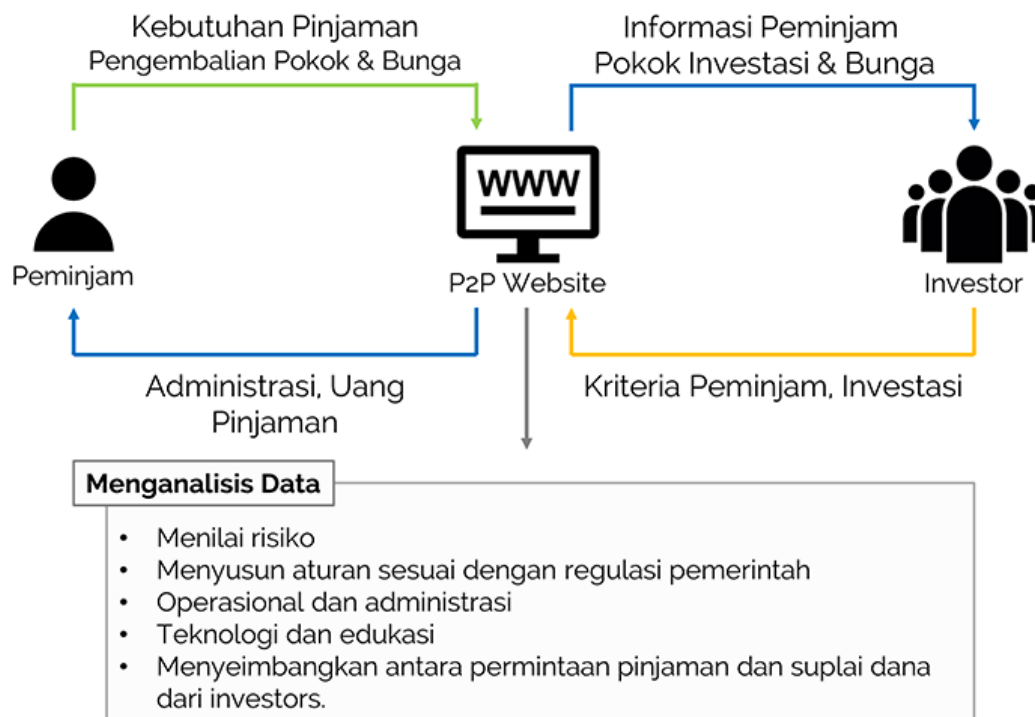 Kebutuhan Pinjaman
Pengembalian Pokok & Bunga
Informasi Peminjam
Pokok Investasi & Bunga
WWW
Peminjam
P2P Website
Investor
Administrasi, Uang
Pinjaman
Kriteria Peminjam, Investasi
Menganalisis Data
• Menilai risiko
• Menyusun aturan sesuai dengan regulasi pemerintah
• Operasional dan administrasi
• Teknologi dan edukasi
• Menyeimbangkan antara permintaan pinjaman dan suplai dana
dari investors.